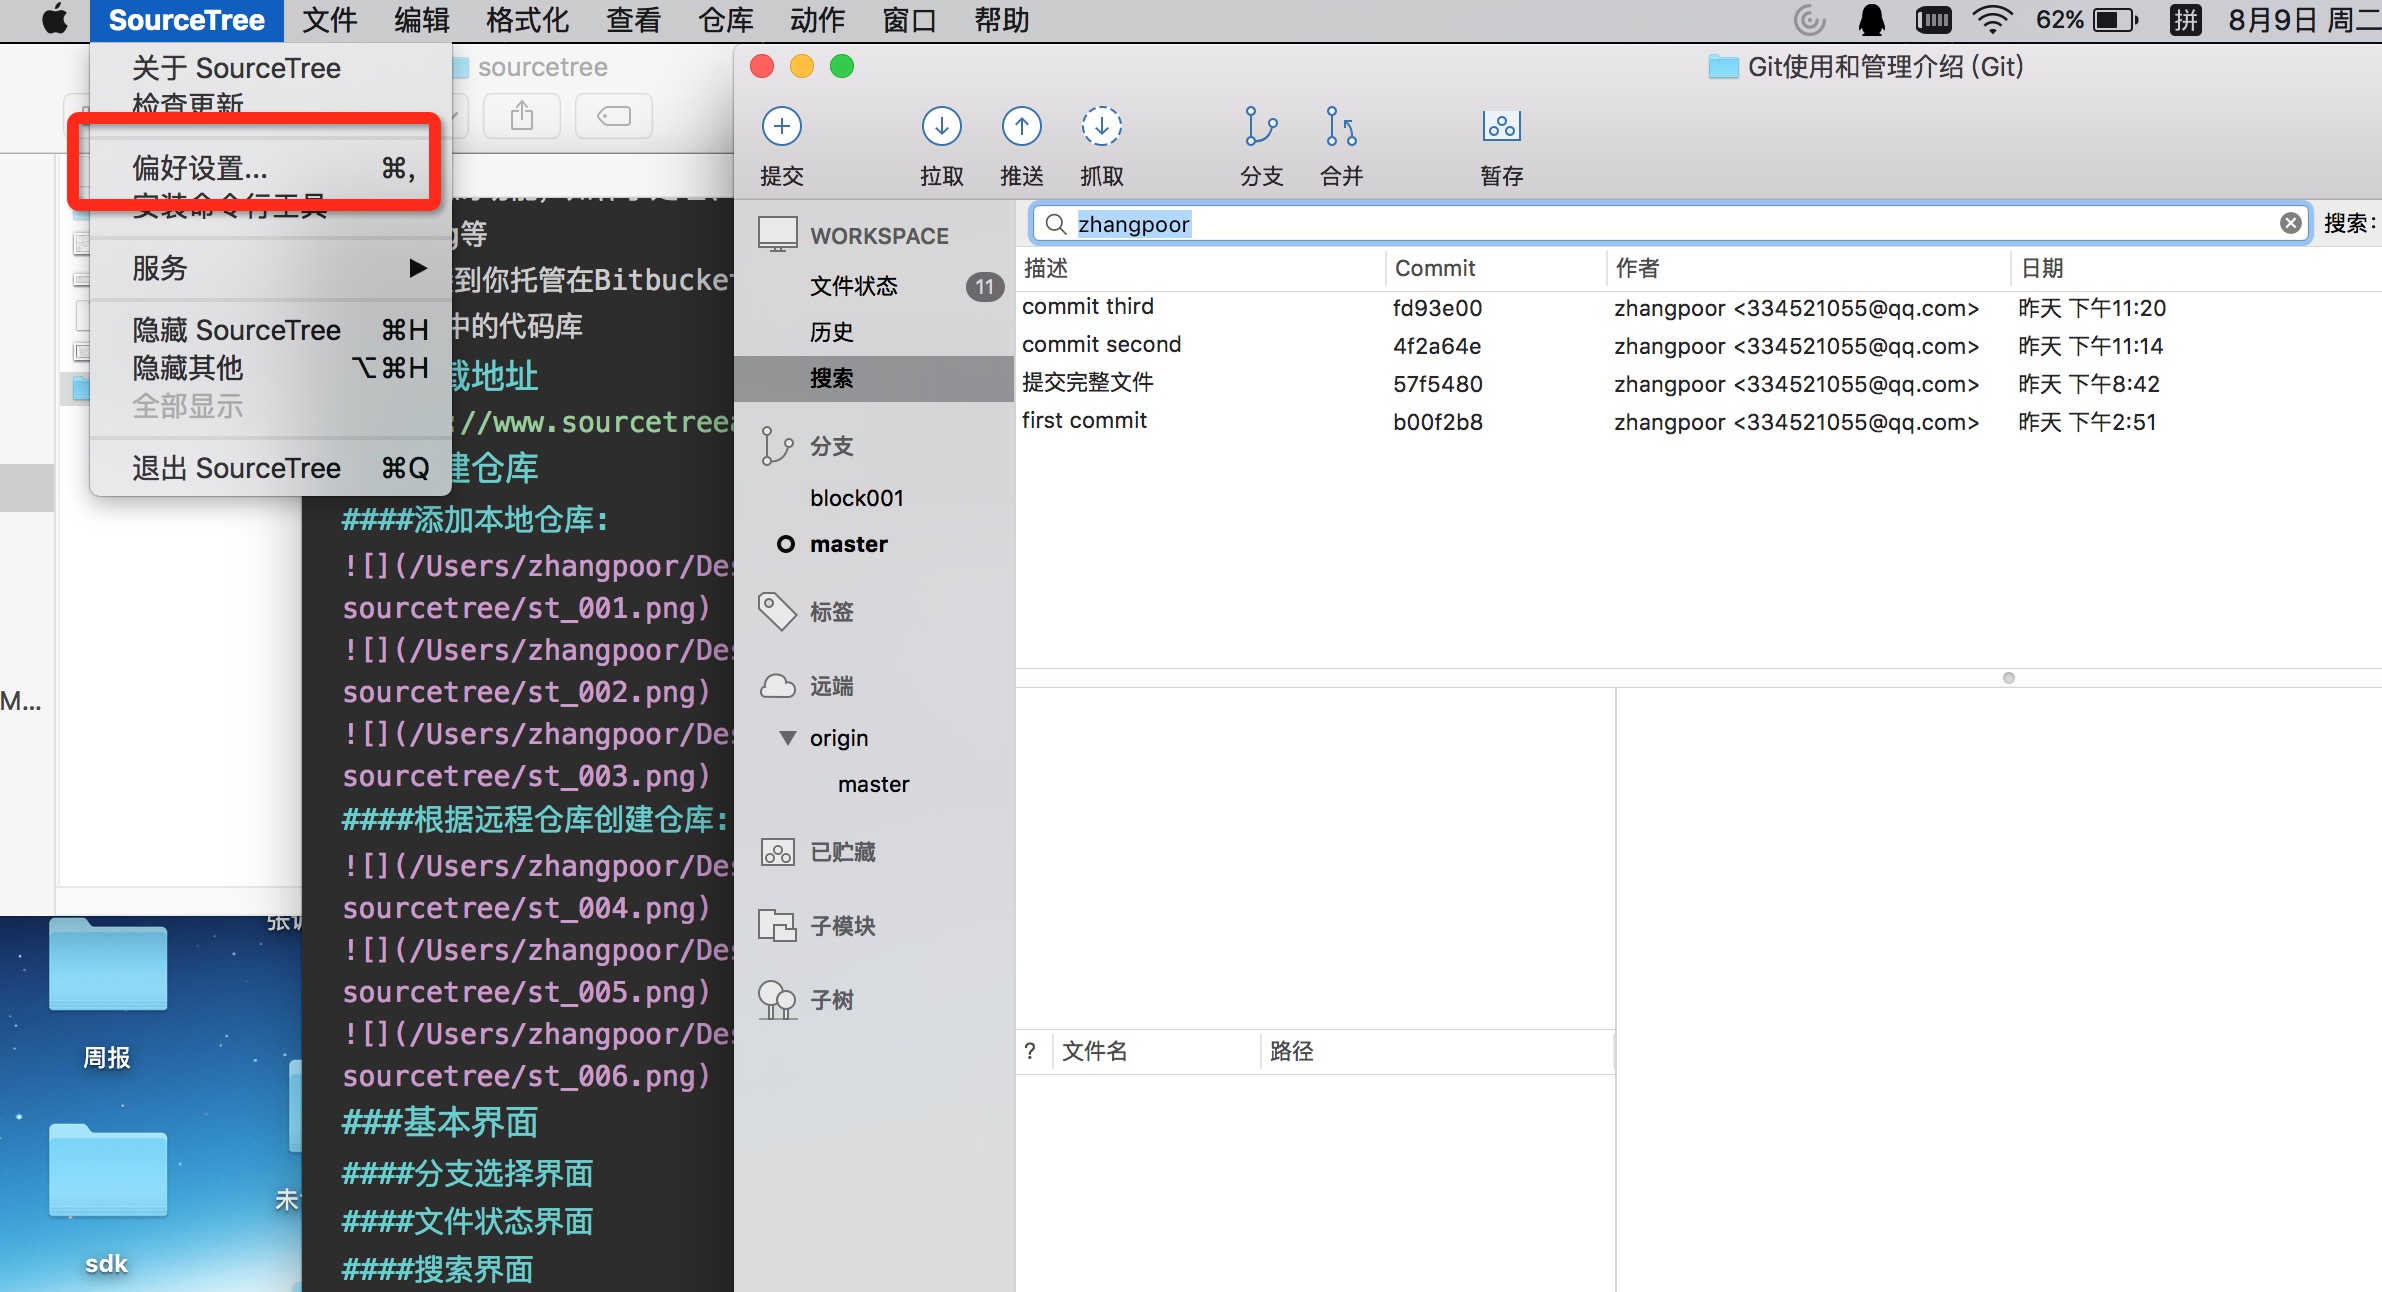 SourceTree 文件 编辑 格式化 查看 仓库 动作 窗口 帮助 62% 拼 8月9日 周二
关于 SourceTree
检查更新
偏好设置... ⌘,
安装命令行工具
服务 ▶
隐藏 SourceTree ⌘H
隐藏其他 ⌥⌘H
全部显示
退出 SourceTree ⌘Q
sourcetree
M...
张
周报
未
sdk
g等
到你托管在Bitbucket
中的代码库
载地址
://www.sourcetree
建仓库
####添加本地仓库:
![](/Users/zhangpoor/Des
sourcetree/st_001.png)
![](/Users/zhangpoor/Des
sourcetree/st_002.png)
![](/Users/zhangpoor/Des
sourcetree/st_003.png)
####根据远程仓库创建仓库:
![](/Users/zhangpoor/Des
sourcetree/st_004.png)
![](/Users/zhangpoor/Des
sourcetree/st_005.png)
![](/Users/zhangpoor/Des
sourcetree/st_006.png)
###基本界面
####分支选择界面
####文件状态界面
####搜索界面
Git使用和管理介绍 (Git)
提交 拉取 推送 抓取 分支 合并 暂存
WORKSPACE
文件状态 11
历史
搜索
分支
block001
master
标签
远端
origin
master
已贮藏
子模块
子树
zhangpoor 搜索:
描述 Commit 作者 日期
commit third fd93e00 zhangpoor <334521055@qq.com> 昨天 下午11:20
commit second 4f2a64e zhangpoor <334521055@qq.com> 昨天 下午11:14
提交完整文件 57f5480 zhangpoor <334521055@qq.com> 昨天 下午8:42
first commit b00f2b8 zhangpoor <334521055@qq.com> 昨天 下午2:51
? 文件名 路径